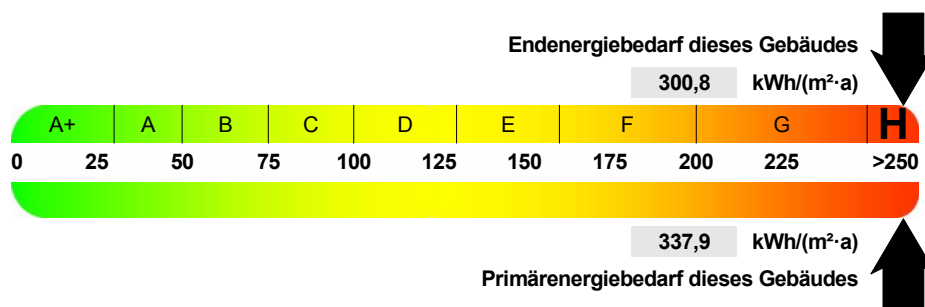 Endenergiebedarf dieses Gebäudes
300,8 kWh/(m²·a)
A+ A B C D E F G H
0 25 50 75 100 125 150 175 200 225 >250
337,9 kWh/(m²·a)
Primärenergiebedarf dieses Gebäudes